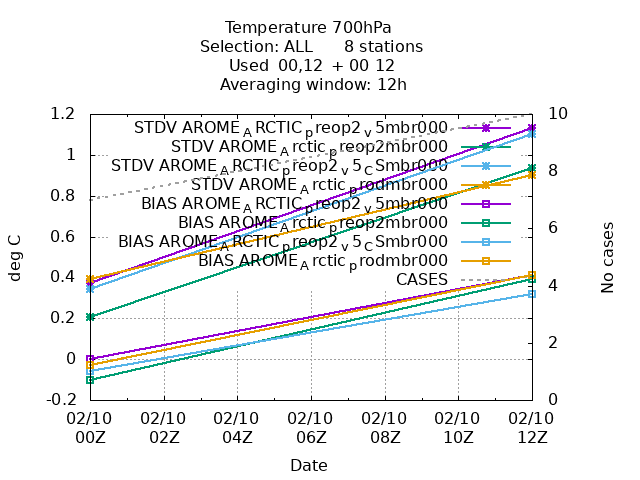 Temperature 700hPa
Selection: ALL 8 stations
Used 00,12 + 00 12
Averaging window: 12h
STDV AROME_ARCTIC_preop2_v5mbr000
STDV AROME_Arctic_preop2mbr000
STDV AROME_ARCTIC_preop2_v5_CSmbr000
STDV AROME_Arctic_prodmbr000
BIAS AROME_ARCTIC_preop2_v5mbr000
BIAS AROME_Arctic_preop2mbr000
BIAS AROME_ARCTIC_preop2_v5_CSmbr000
BIAS AROME_Arctic_prodmbr000
CASES
1.2
1
0.8
0.6
0.4
0.2
0
-0.2
deg C
10
8
6
4
2
0
No cases
02/10 02/10 02/10 02/10 02/10 02/10 02/10
00Z 02Z 04Z 06Z 08Z 10Z 12Z
Date